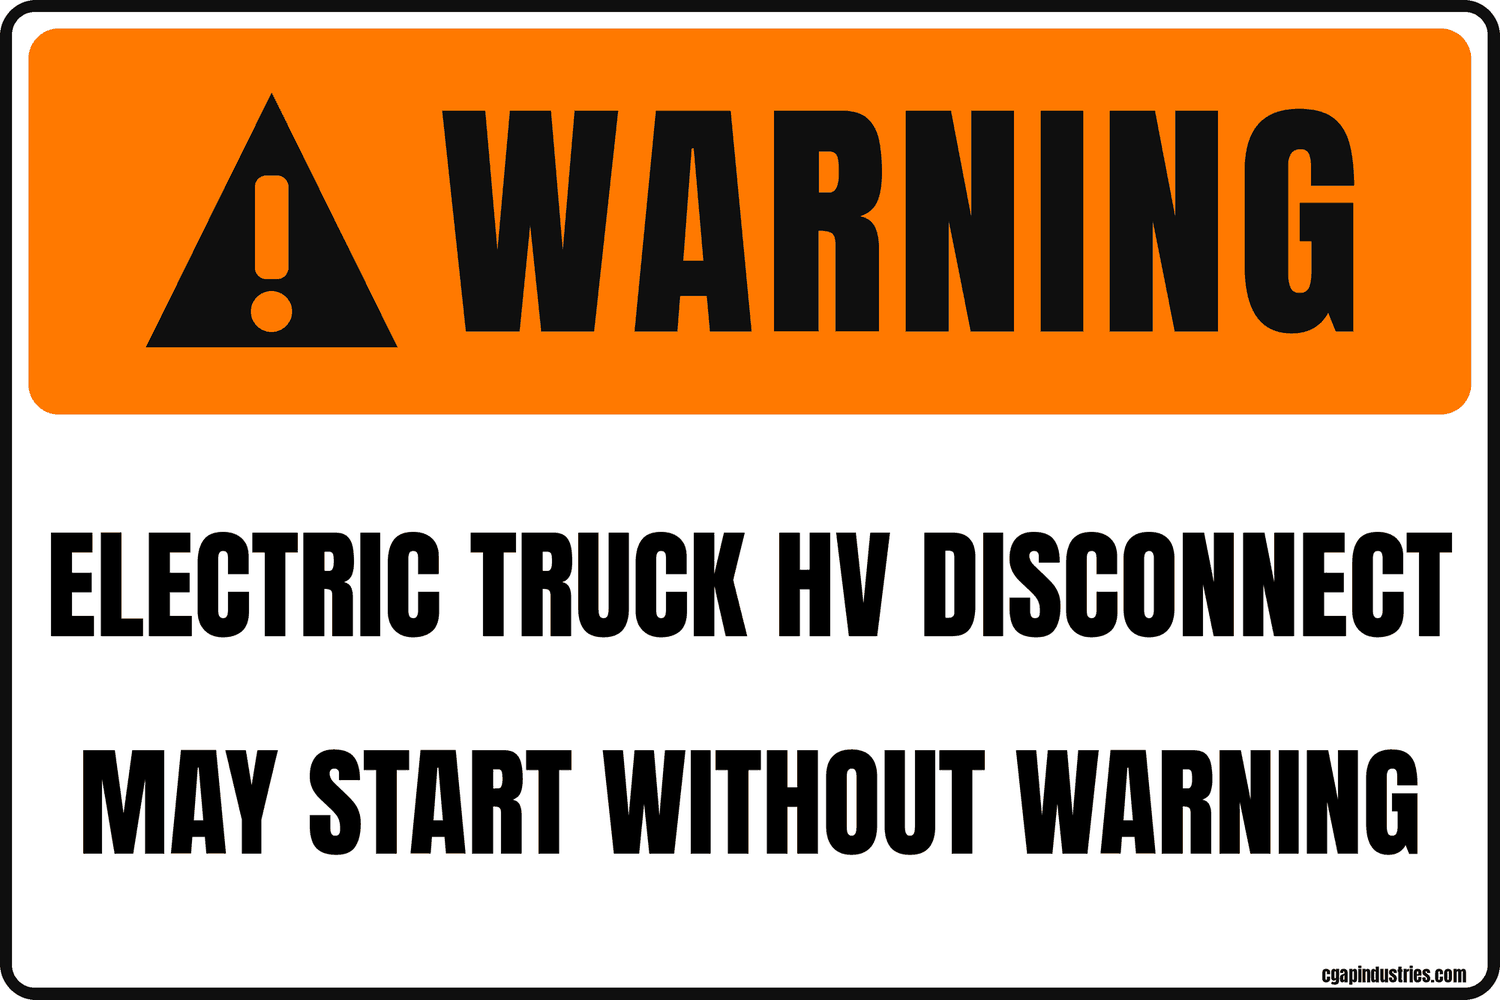 WARNING
ELECTRIC TRUCK HV DISCONNECT
MAY START WITHOUT WARNING
cgapindustries.com